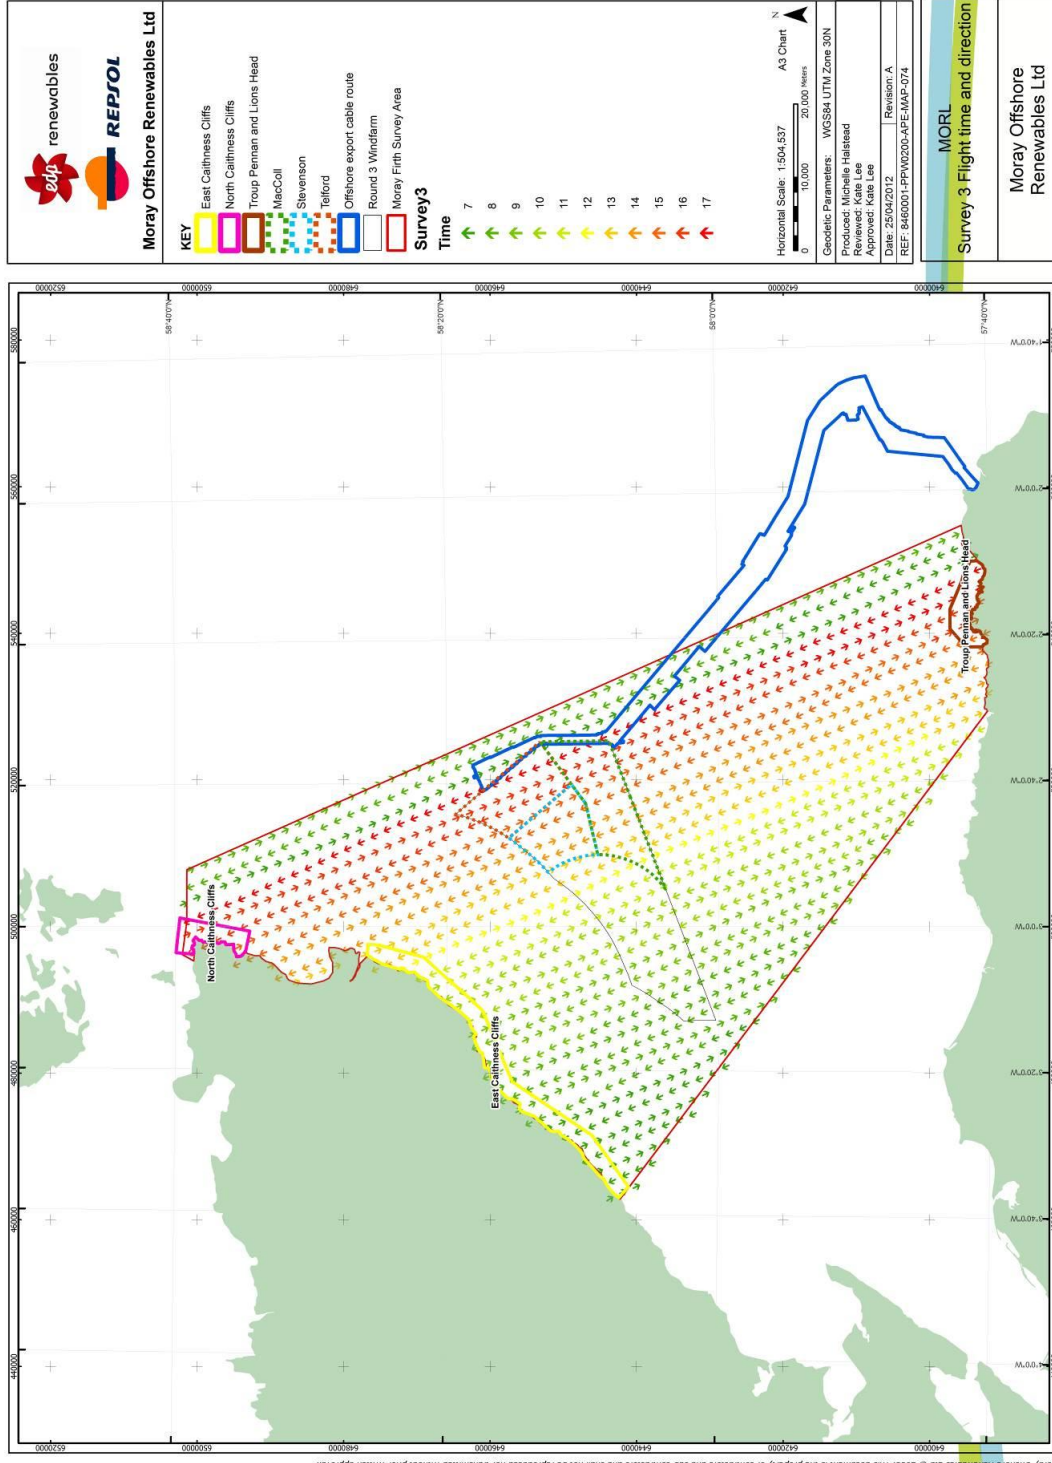 edp renewables
REPSOL
Moray Offshore Renewables Ltd
KEY
East Caithness Cliffs
North Caithness Cliffs
Troup Pennan and Lions Head
MacColl
Stevenson
Telford
Offshore export cable route
Round 3 Windfarm
Moray Firth Survey Area
Survey3
Time
7
8
9
10
11
12
13
14
15
16
17
Horizontal Scale: 1:504,537
A3 Chart
N
0
10,000
20,000 Meters
Geodetic Parameters: WGS84 UTM Zone 30N
Produced: Michelle Halstead
Reviewed: Kate Lee
Approved: Kate Lee
Date: 25/04/2012
Revision: A
REF: 8460001-PPW0200-APE-MAP-074
MORL
Survey 3 Flight time and direction
Moray Offshore
Renewables Ltd
440000
460000
480000
500000
520000
540000
560000
580000
6520000
6500000
6480000
6460000
6440000
6420000
6400000
58°40'0"N
58°20'0"N
58°0'0"N
57°40'0"N
4°0'0"W
3°40'0"W
3°20'0"W
3°0'0"W
2°40'0"W
2°20'0"W
2°0'0"W
1°40'0"W
North Caithness Cliffs
East Caithness Cliffs
Troup Pennan and Lions Head